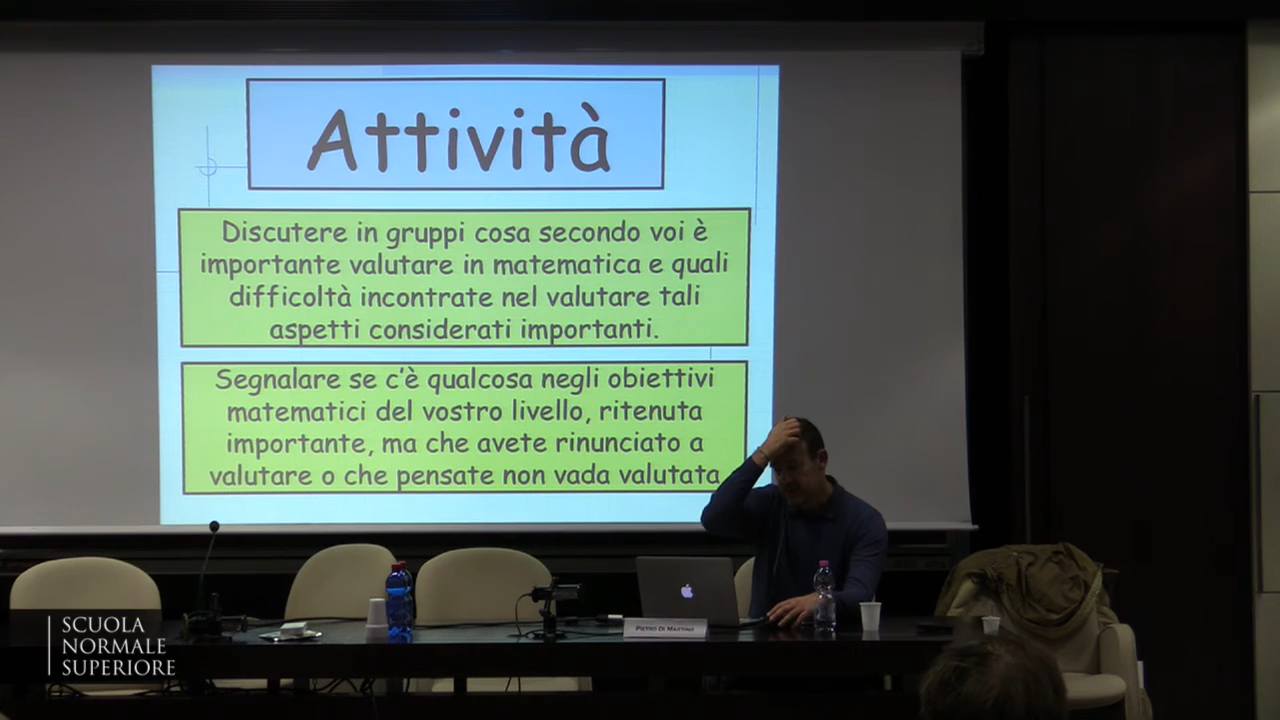 Attività
Discutere in gruppi cosa secondo voi è
importante valutare in matematica e quali
difficoltà incontrate nel valutare tali
aspetti considerati importanti.
Segnalare se c'è qualcosa negli obiettivi
matematici del vostro livello, ritenuta
importante, ma che avete rinunciato a
valutare o che pensate non vada valutata
PIETRO DI MARTINO
SCUOLA
NORMALE
SUPERIORE